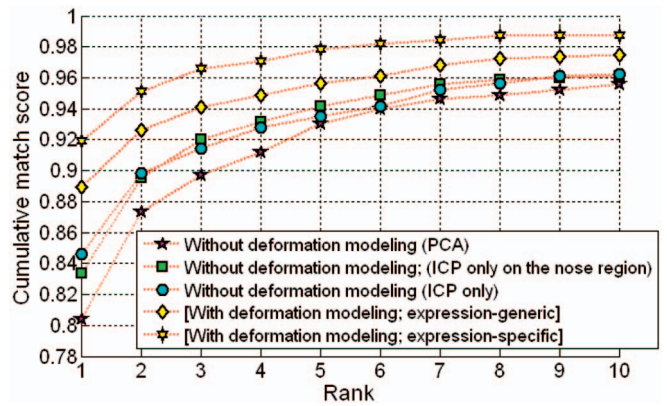 1
0.98
0.96
0.94
0.92
0.9
0.88
0.86
0.84
0.82
0.8
0.78
Cumulative match score
Without deformation modeling (PCA)
Without deformation modeling; (ICP only on the nose region)
Without deformation modeling (ICP only)
[With deformation modeling; expression-generic]
[With deformation modeling; expression-specific]
1 2 3 4 5 6 7 8 9 10
Rank